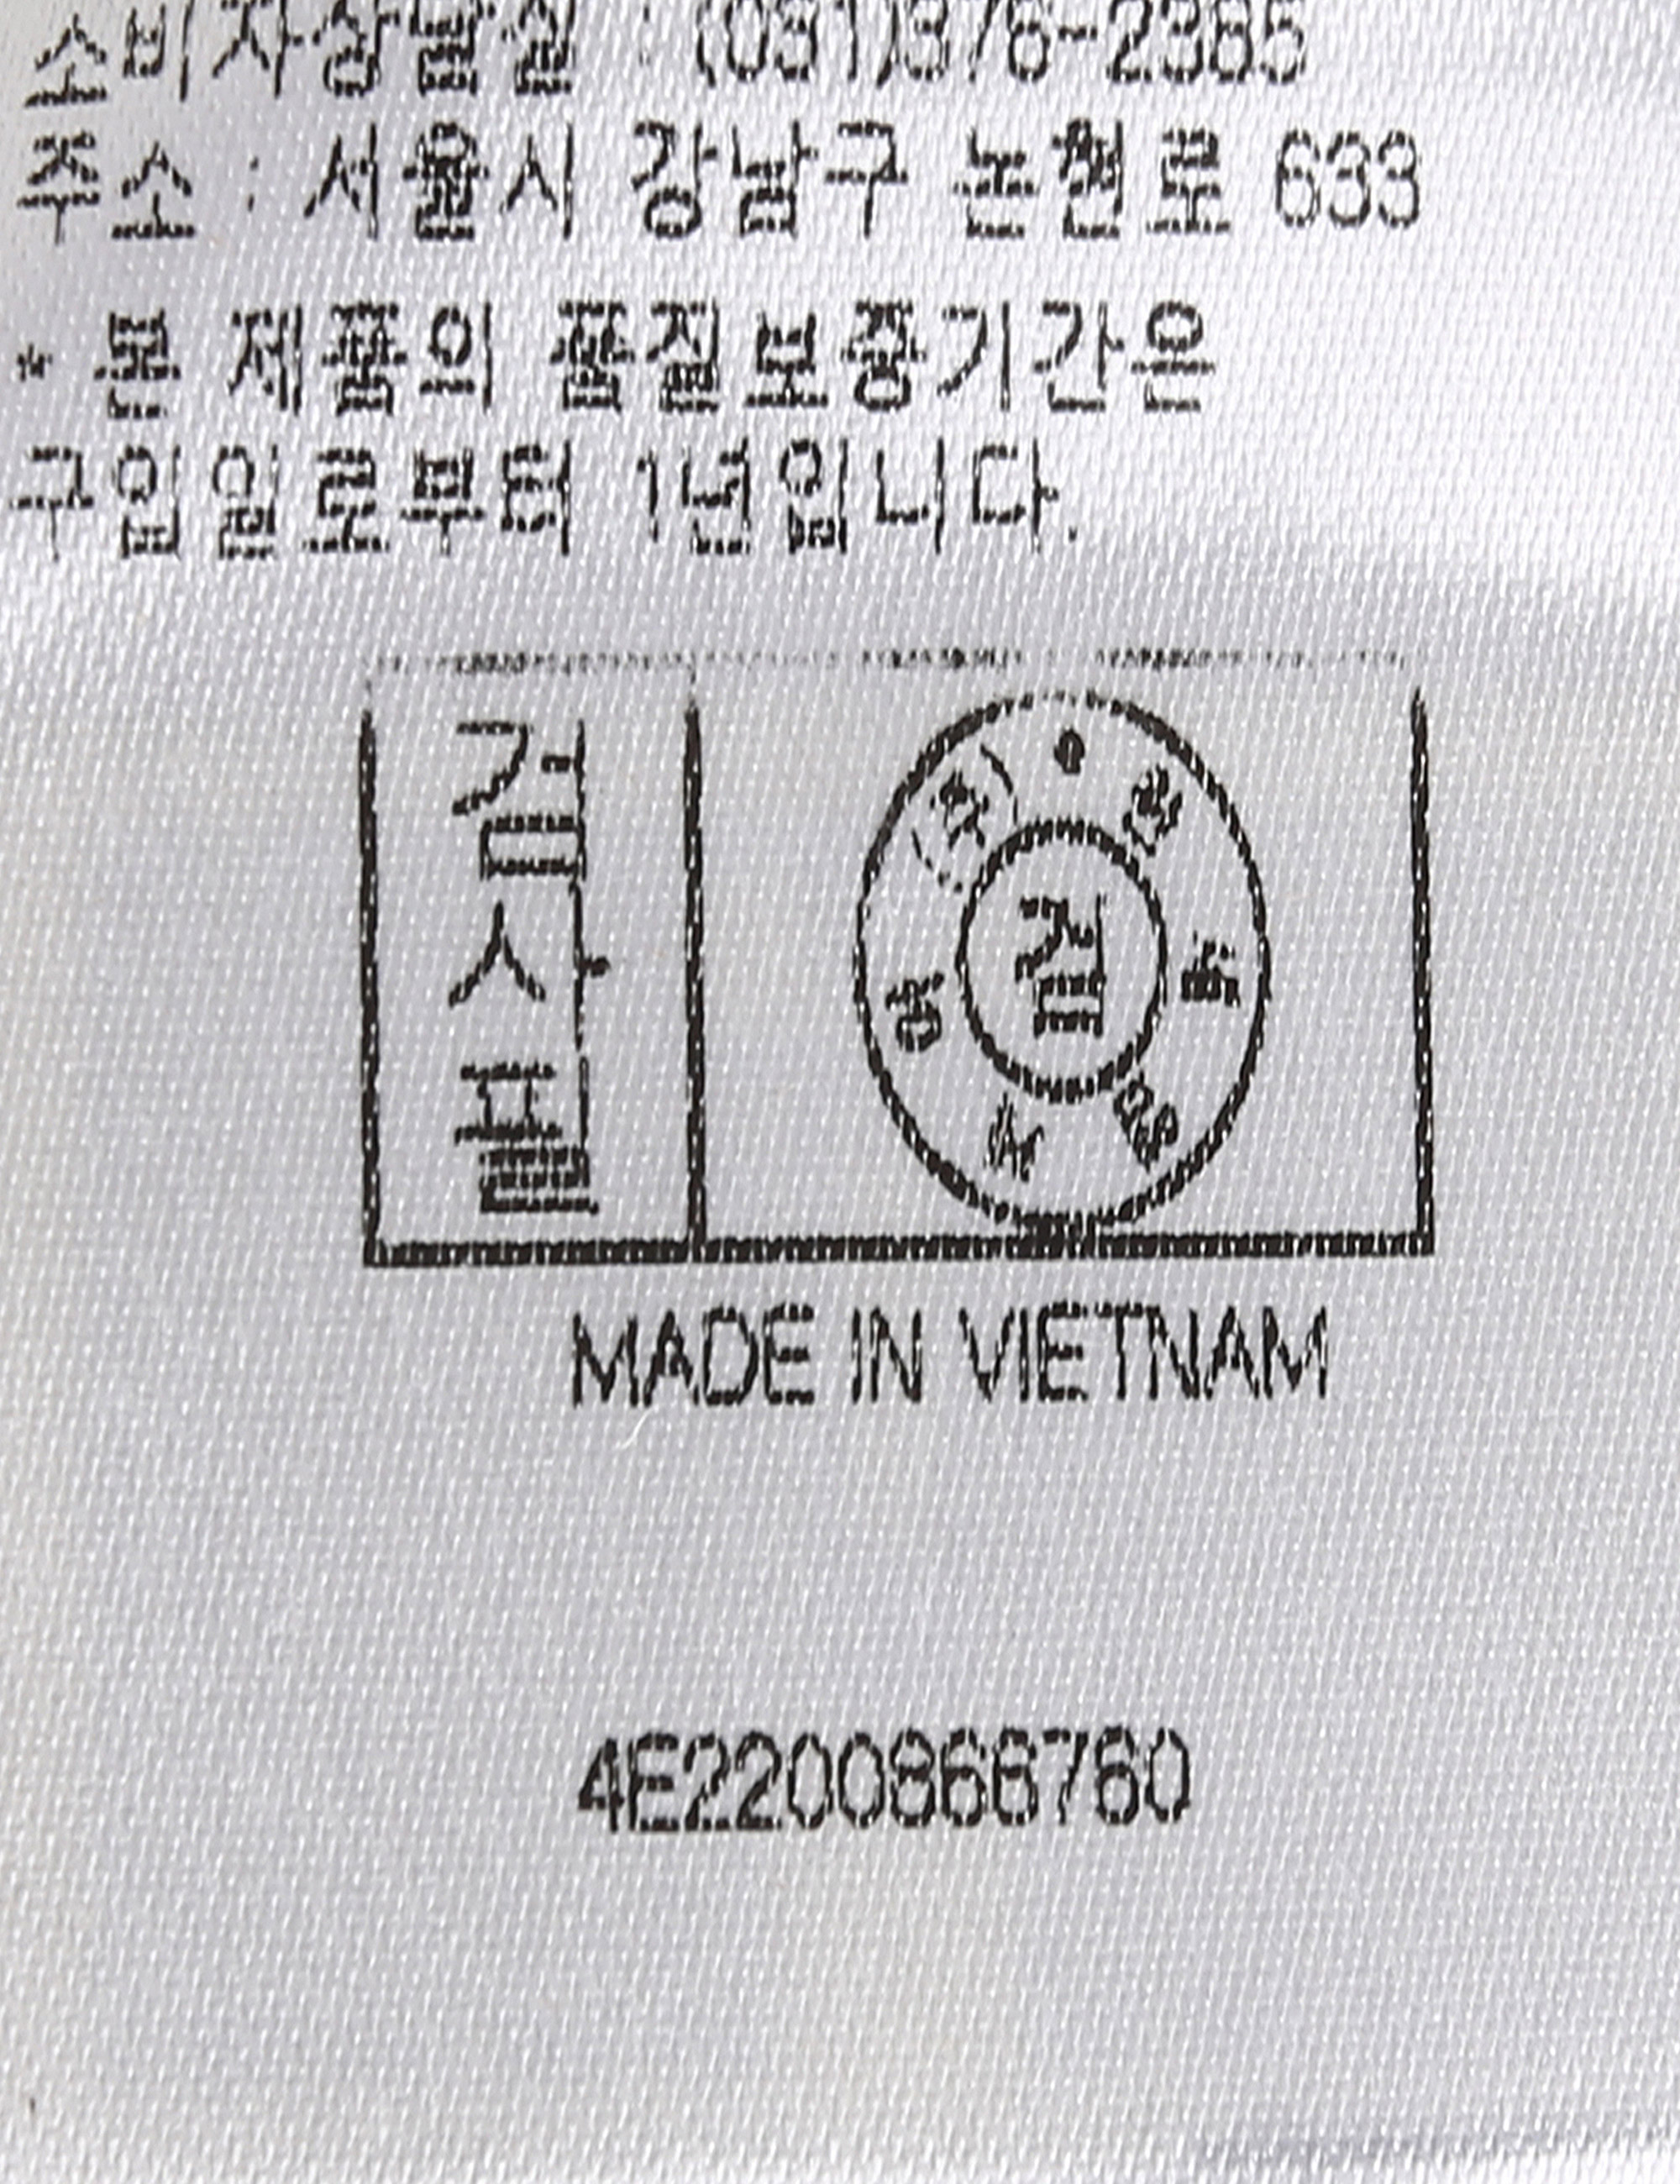 소비자상담실 : (031)376-2385
주소 : 서울시 강남구 논현로 633
* 본 제품의 품질보증기간은
구입일로부터 1년입니다.
검사필
검
MADE IN VIETNAM
4E2200866760